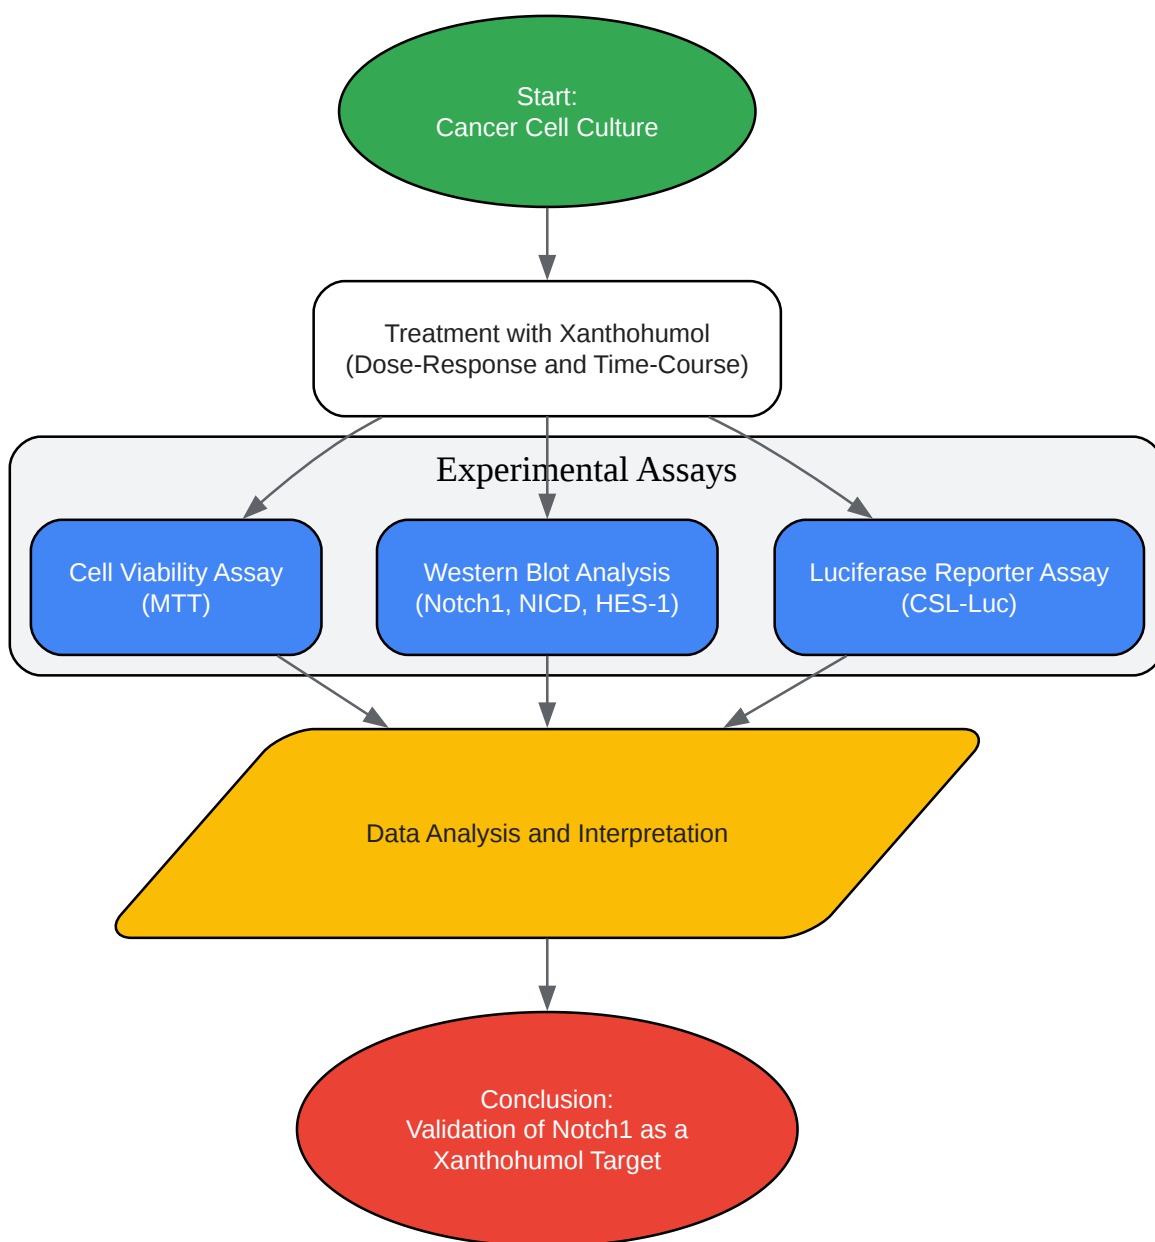 Start:
Cancer Cell Culture
Treatment with Xanthohumol
(Dose-Response and Time-Course)
Experimental Assays
Cell Viability Assay
(MTT)
Western Blot Analysis
(Notch1, NICD, HES-1)
Luciferase Reporter Assay
(CSL-Luc)
Data Analysis and Interpretation
Conclusion:
Validation of Notch1 as a
Xanthohumol Target